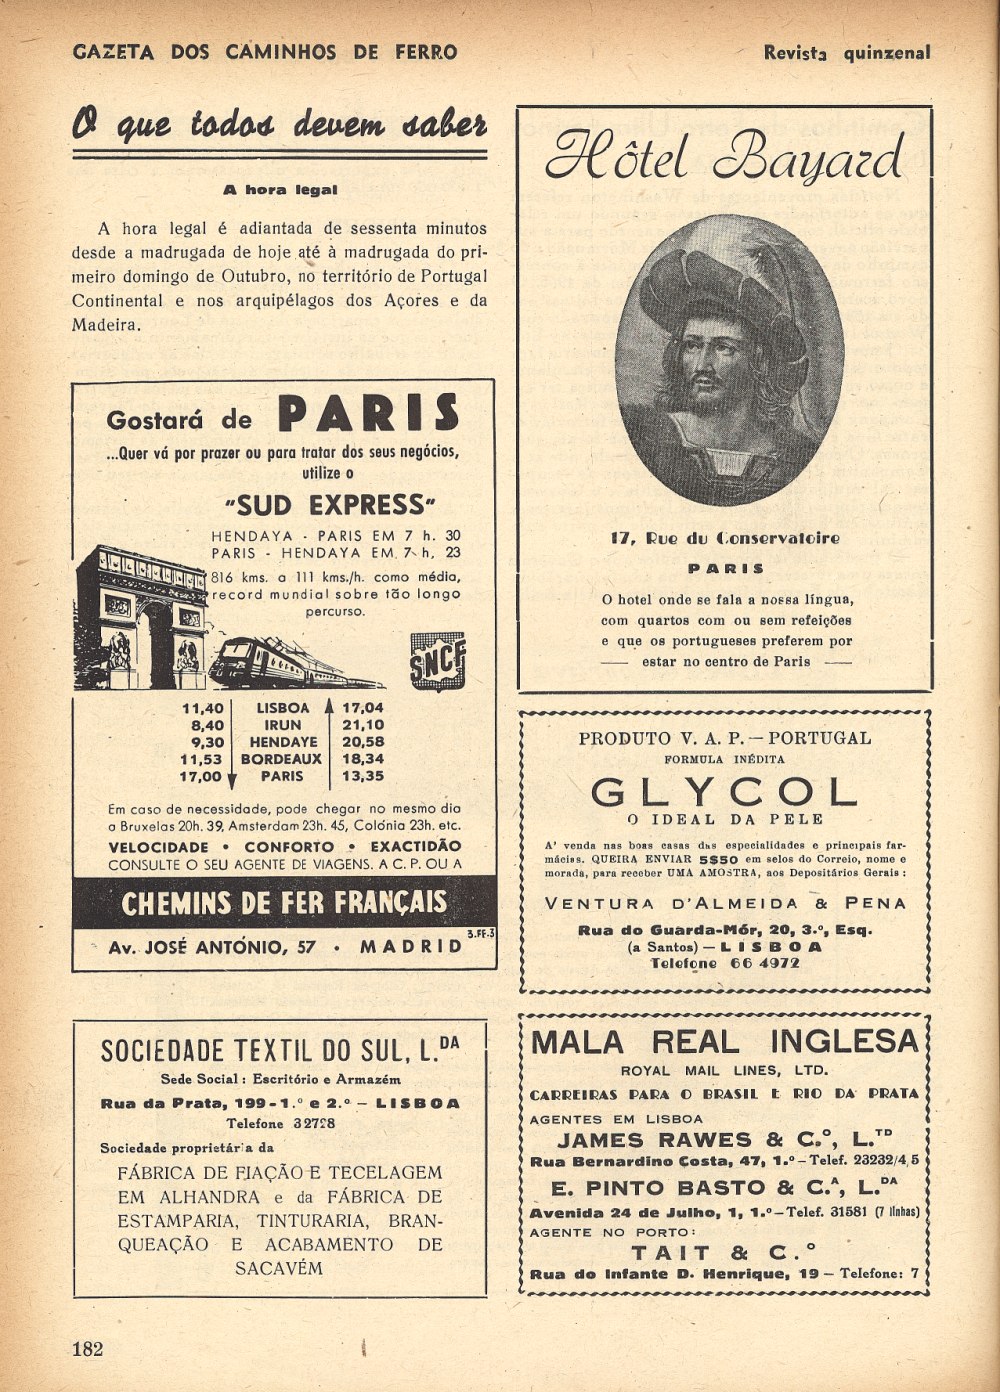 GAZETA DOS CAMINHOS DE FERRO
Revista quinzenal
O que todos devem saber
A hora legal
A hora legal é adiantada de sessenta minutos
desde a madrugada de hoje até à madrugada do pri-
meiro domingo de Outubro, no território de Portugal
Continental e nos arquipélagos dos Açores e da
Madeira.
Gostará de PARIS
...Quer vá por prazer ou para tratar dos seus negócios,
utilize o
"SUD EXPRESS"
HENDAYA - PARIS EM 7 h. 30
PARIS - HENDAYA EM 7 h. 23
816 kms. a 111 kms./h. como média,
record mundial sobre tão longo
percurso.
SNCF
11,40 LISBOA 17,04
8,40 IRUN 21,10
9,30 HENDAYE 20,58
11,53 BORDEAUX 18,34
17,00 PARIS 13,35
Em caso de necessidade, pode chegar no mesmo dia
a Bruxelas 20h. 39, Amsterdam 23h. 45, Colónia 23h. etc.
VELOCIDADE • CONFORTO • EXACTIDÃO
CONSULTE O SEU AGENTE DE VIAGENS. A C. P. OU A
CHEMINS DE FER FRANÇAIS
3.FF.3
Av. JOSÉ ANTÓNIO, 57 • MADRID
SOCIEDADE TEXTIL DO SUL, L.DA
Sede Social: Escritório e Armazém
Rua da Prata, 199-1.º e 2.º — LISBOA
Telefone 32728
Sociedade proprietária da
FÁBRICA DE FIAÇÃO E TECELAGEM
EM ALHANDRA e da FÁBRICA DE
ESTAMPARIA, TINTURARIA, BRAN-
QUEAÇÃO E ACABAMENTO DE
SACAVÉM
Hôtel Bayard
17, Rue du Conservatoire
PARIS
O hotel onde se fala a nossa língua,
com quartos com ou sem refeições
e que os portugueses preferem por
— estar no centro de Paris —
PRODUTO V. A. P. — PORTUGAL
FORMULA INÉDITA
GLYCOL
O IDEAL DA PELE
A' venda nas boas casas das especialidades e principais far-
mácias. QUEIRA ENVIAR 5$50 em selos do Correio, nome e
morada, para receber UMA AMOSTRA, aos Depositários Gerais:
VENTURA D'ALMEIDA & PENA
Rua do Guarda-Mór, 20, 3.º, Esq.
(a Santos) — LISBOA
Telefone 66 4972
MALA REAL INGLESA
ROYAL MAIL LINES, LTD.
CARREIRAS PARA O BRASIL E RIO DA PRATA
AGENTES EM LISBOA
JAMES RAWES & C.º, L.TD
Rua Bernardino Costa, 47, 1.º — Telef. 23232/4,5
E. PINTO BASTO & C.ª, L.DA
Avenida 24 de Julho, 1, 1.º — Telef. 31581 (7 linhas)
AGENTE NO PORTO:
TAIT & C.º
Rua do Infante D. Henrique, 19 — Telefone: 7
182